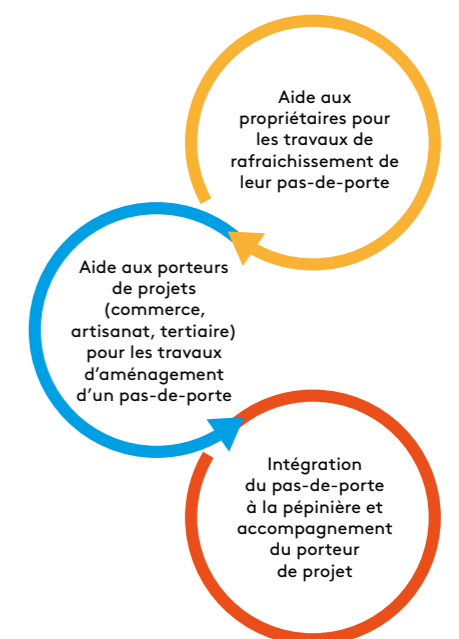 Aide aux
propriétaires pour
les travaux de
rafraichissement de
leur pas-de-porte
Aide aux porteurs
de projets
(commerce,
artisanat, tertiaire)
pour les travaux
d’aménagement
d’un pas-de-porte
Intégration
du pas-de-porte
à la pépinière et
accompagnement
du porteur
de projet